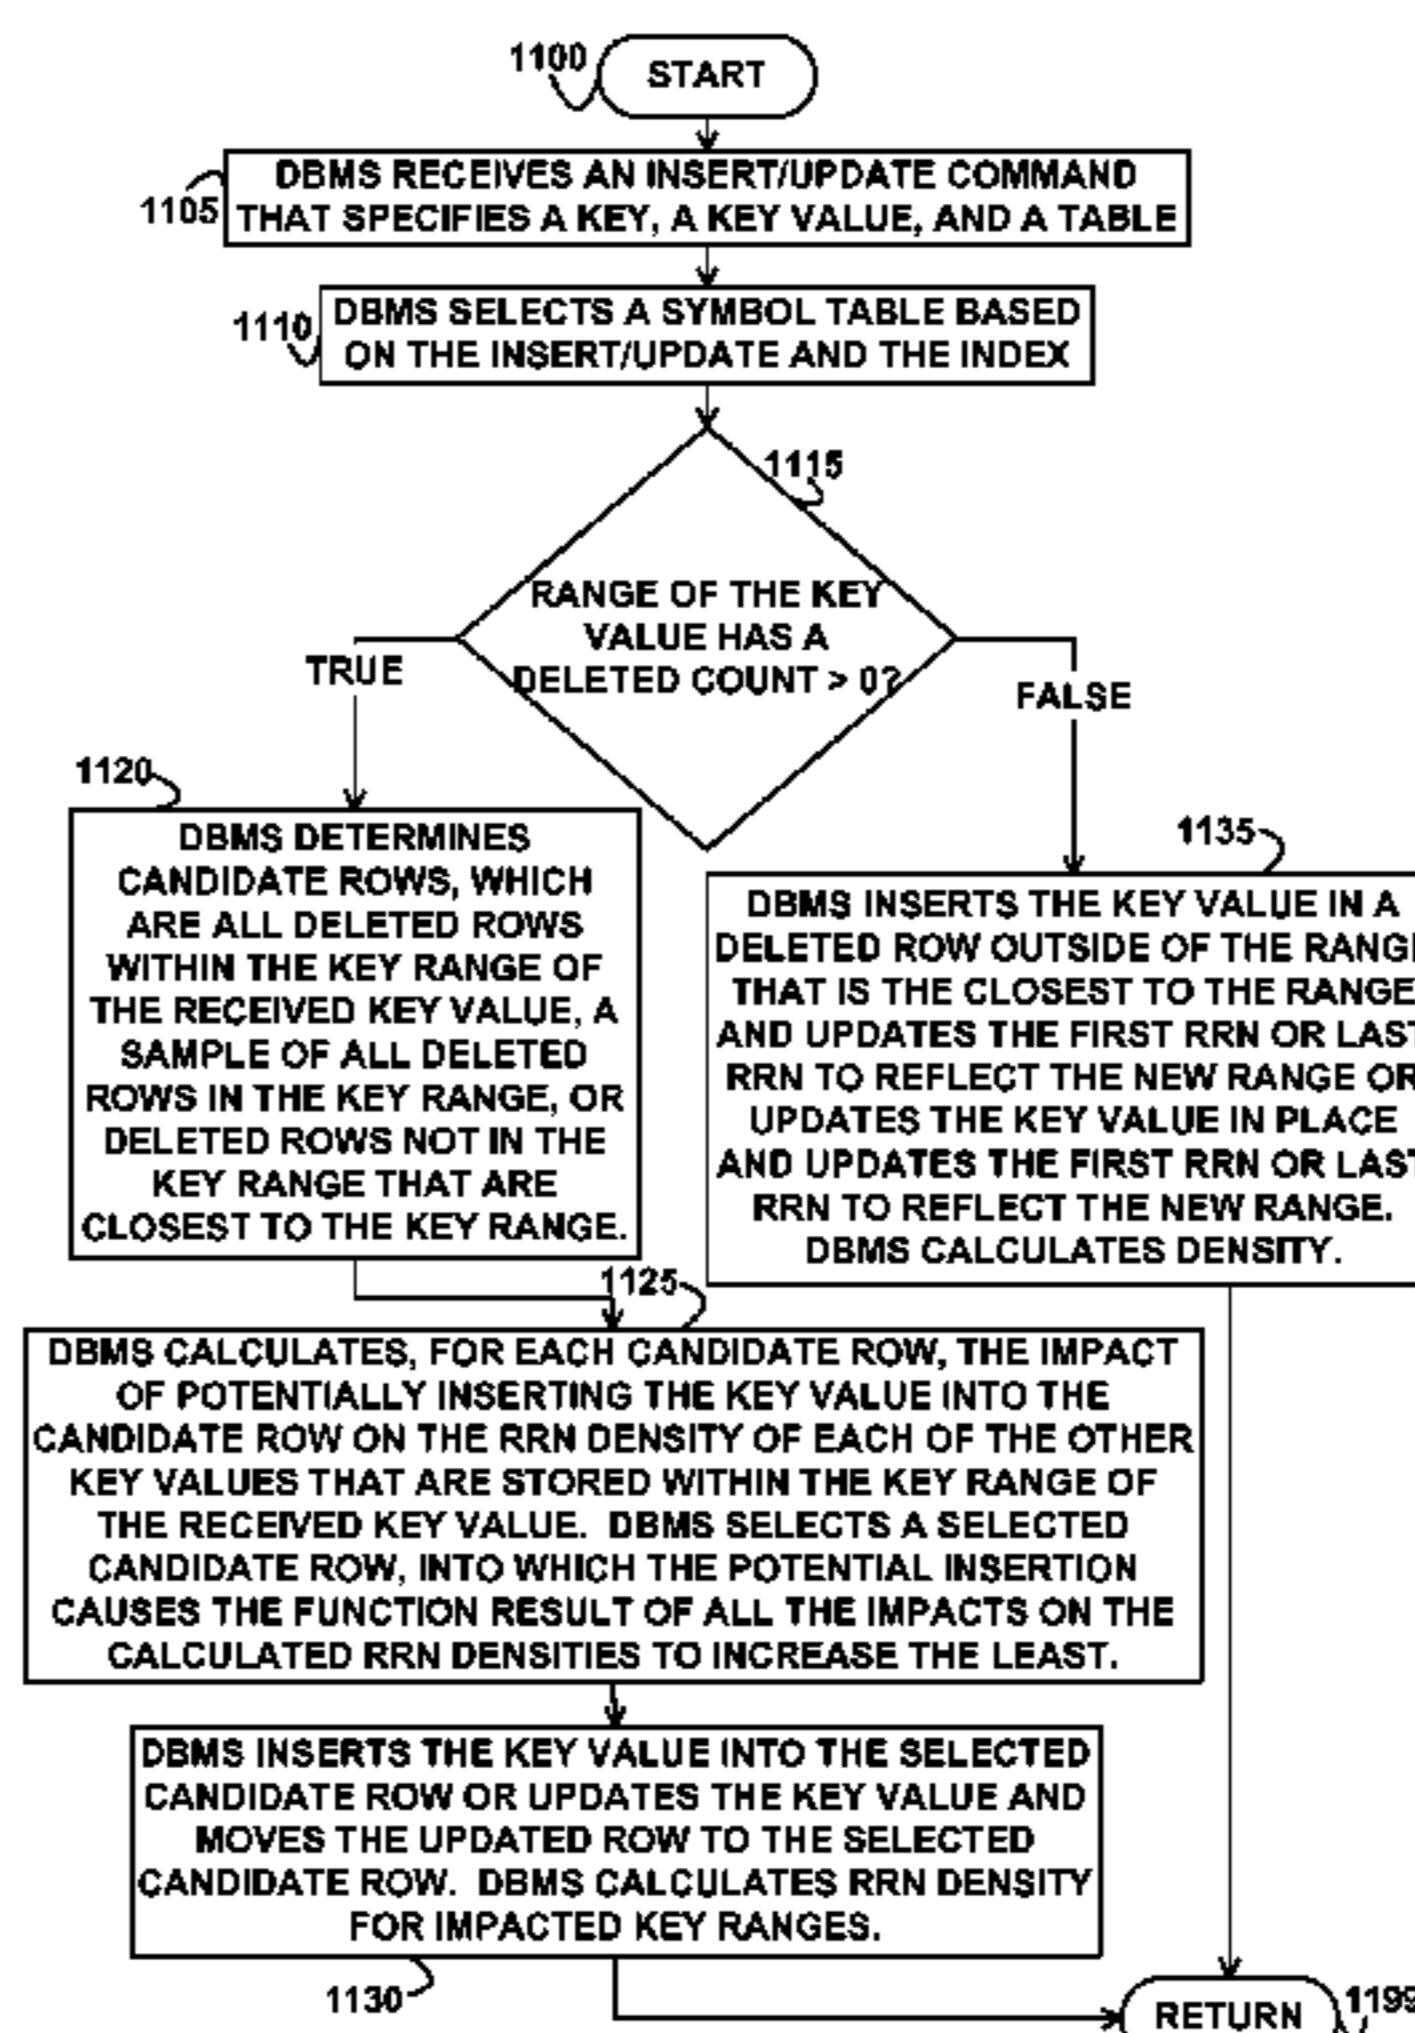 1100
START
1105
DBMS RECEIVES AN INSERT/UPDATE COMMAND
THAT SPECIFIES A KEY, A KEY VALUE, AND A TABLE
1110
DBMS SELECTS A SYMBOL TABLE BASED
ON THE INSERT/UPDATE AND THE INDEX
1115
RANGE OF THE KEY
VALUE HAS A
DELETED COUNT > 0?
TRUE
FALSE
1120
DBMS DETERMINES
CANDIDATE ROWS, WHICH
ARE ALL DELETED ROWS
WITHIN THE KEY RANGE OF
THE RECEIVED KEY VALUE, A
SAMPLE OF ALL DELETED
ROWS IN THE KEY RANGE, OR
DELETED ROWS NOT IN THE
KEY RANGE THAT ARE
CLOSEST TO THE KEY RANGE.
1135
DBMS INSERTS THE KEY VALUE IN A
DELETED ROW OUTSIDE OF THE RANGE
THAT IS THE CLOSEST TO THE RANGE
AND UPDATES THE FIRST RRN OR LAST
RRN TO REFLECT THE NEW RANGE OR
UPDATES THE KEY VALUE IN PLACE
AND UPDATES THE FIRST RRN OR LAST
RRN TO REFLECT THE NEW RANGE.
DBMS CALCULATES DENSITY.
1125
DBMS CALCULATES, FOR EACH CANDIDATE ROW, THE IMPACT
OF POTENTIALLY INSERTING THE KEY VALUE INTO THE
CANDIDATE ROW ON THE RRN DENSITY OF EACH OF THE OTHER
KEY VALUES THAT ARE STORED WITHIN THE KEY RANGE OF
THE RECEIVED KEY VALUE. DBMS SELECTS A SELECTED
CANDIDATE ROW, INTO WHICH THE POTENTIAL INSERTION
CAUSES THE FUNCTION RESULT OF ALL THE IMPACTS ON THE
CALCULATED RRN DENSITIES TO INCREASE THE LEAST.
DBMS INSERTS THE KEY VALUE INTO THE SELECTED
CANDIDATE ROW OR UPDATES THE KEY VALUE AND
MOVES THE UPDATED ROW TO THE SELECTED
CANDIDATE ROW. DBMS CALCULATES RRN DENSITY
FOR IMPACTED KEY RANGES.
1130
RETURN
1199